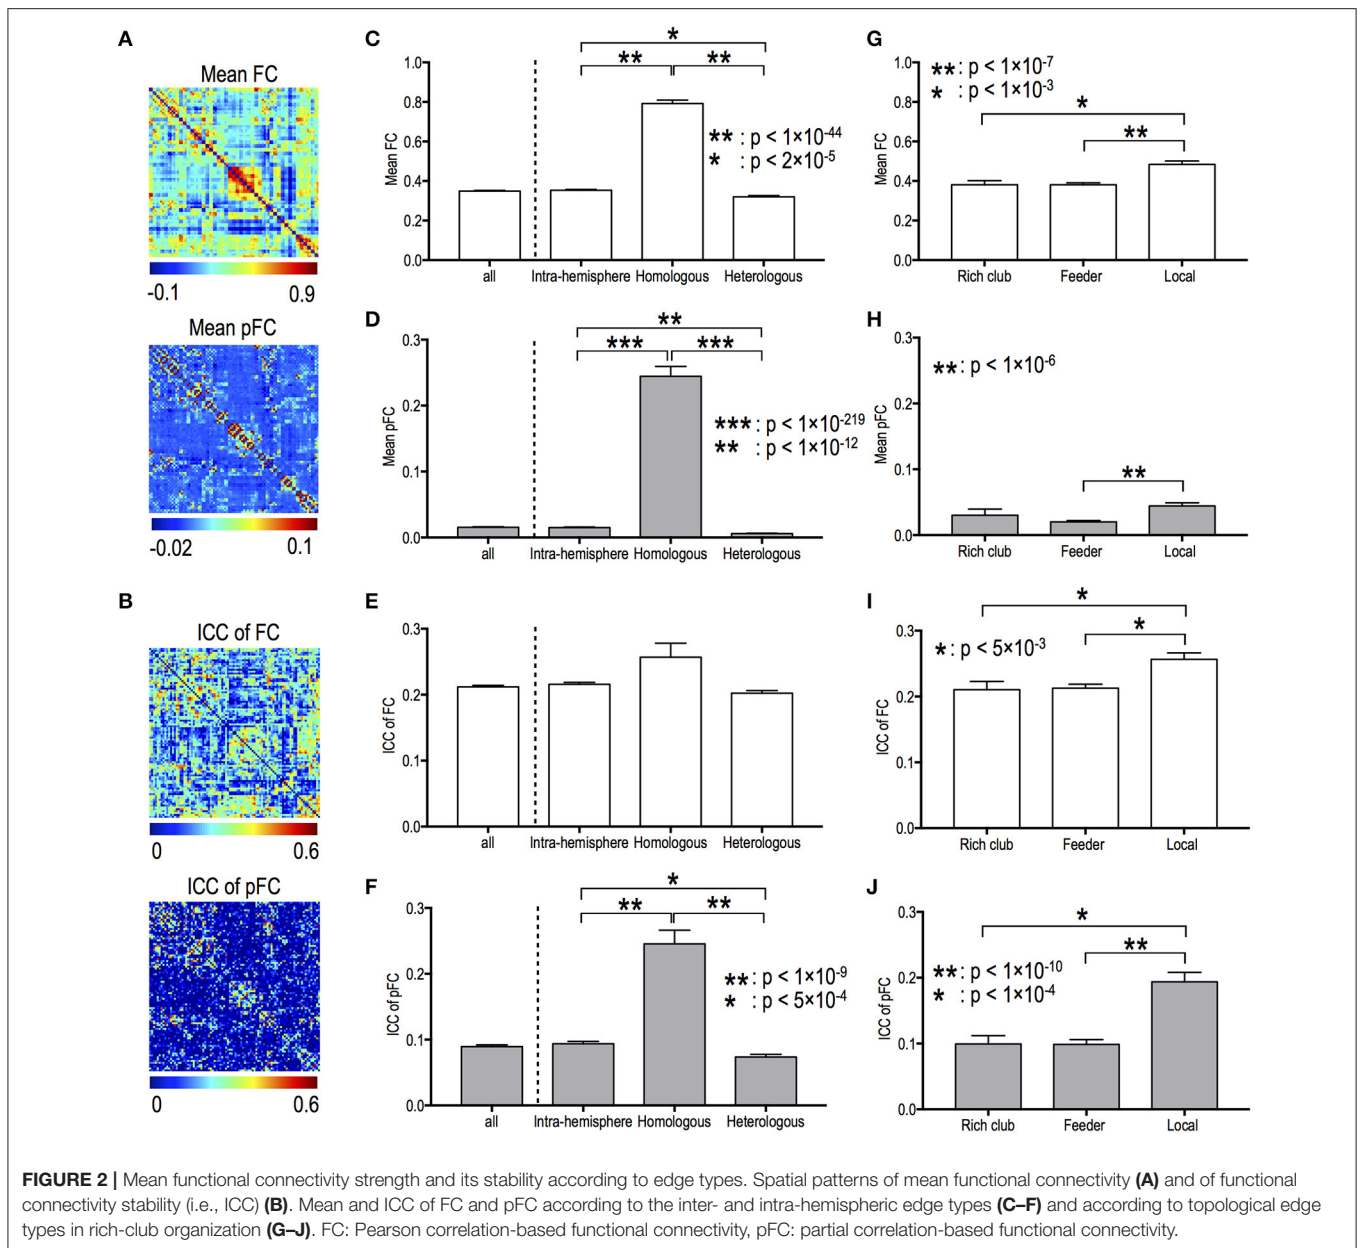 A
Mean FC
-0.1 0.9
Mean pFC
-0.02 0.1
B
ICC of FC
0 0.6
ICC of pFC
0 0.6
C
*
** **
1.0
0.8
0.6
0.4
0.2
0.0
Mean FC
** : p < 1×10-44
* : p < 2×10-5
all Intra-hemisphere Homologous Heterologous
D
**
*** ***
0.3
0.2
0.1
0.0
Mean pFC
*** : p < 1×10-219
** : p < 1×10-12
all Intra-hemisphere Homologous Heterologous
E
0.3
0.2
0.1
0.0
ICC of FC
all Intra-hemisphere Homologous Heterologous
F
*
** **
0.3
0.2
0.1
0.0
ICC of pFC
** : p < 1×10-9
* : p < 5×10-4
all Intra-hemisphere Homologous Heterologous
G
1.0
0.8
0.6
0.4
0.2
0.0
Mean FC
** : p < 1×10-7
* : p < 1×10-3
*
**
Rich club Feeder Local
H
0.3
0.2
0.1
0.0
Mean pFC
** : p < 1×10-6
**
Rich club Feeder Local
I
*
*
0.3
0.2
0.1
0.0
ICC of FC
* : p < 5×10-3
Rich club Feeder Local
J
*
**
0.3
0.2
0.1
0.0
ICC of pFC
** : p < 1×10-10
* : p < 1×10-4
Rich club Feeder Local
FIGURE 2 | Mean functional connectivity strength and its stability according to edge types. Spatial patterns of mean functional connectivity (A) and of functional
connectivity stability (i.e., ICC) (B). Mean and ICC of FC and pFC according to the inter- and intra-hemispheric edge types (C–F) and according to topological edge
types in rich-club organization (G–J). FC: Pearson correlation-based functional connectivity, pFC: partial correlation-based functional connectivity.